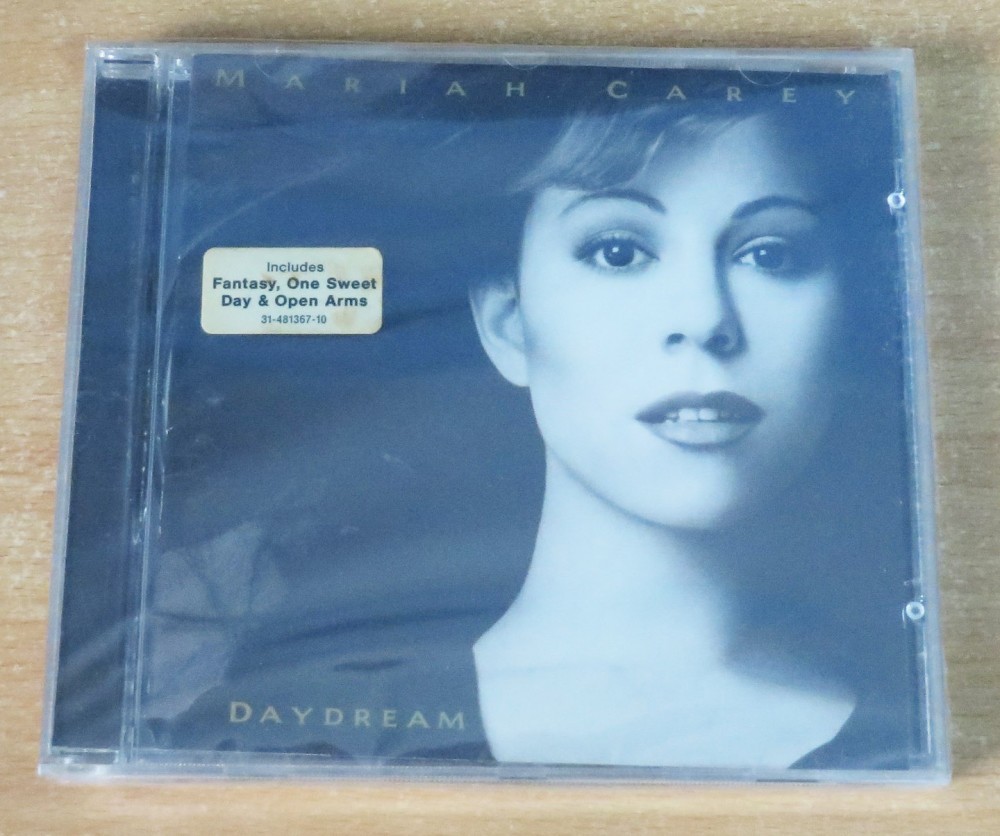 MARIAH CAREY
Includes
Fantasy, One Sweet
Day & Open Arms
31-481367-10
DAYDREAM